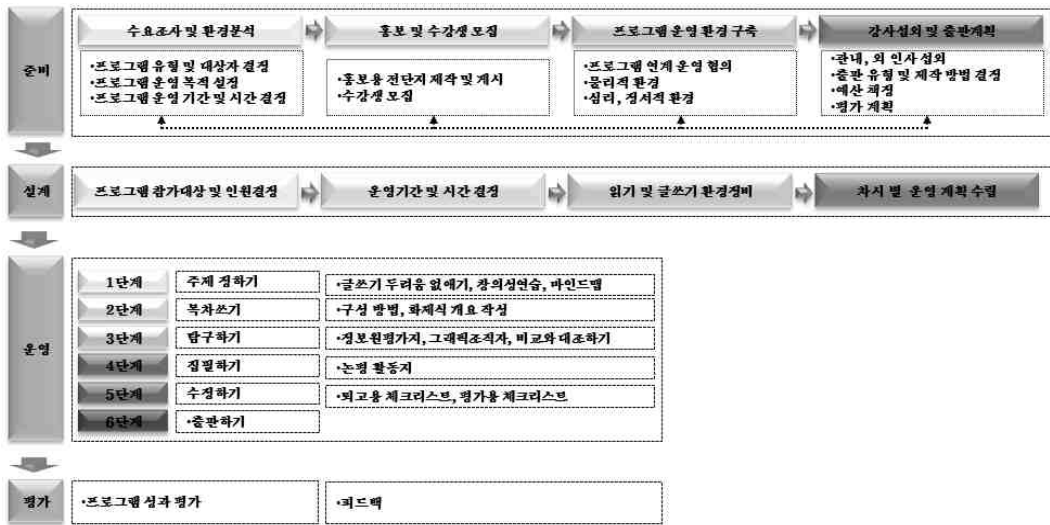 준비
수요조사 및 환경분석
홍보 및 수강생 모집
프로그램 운영 환경 구축
강사섭외 및 출판계획
•프로그램 유형 및 대상자 결정
•프로그램 운영 목적 설정
•프로그램 운영 기간 및 시간 결정
•홍보용 전단지 제작 및 게시
•수강생 모집
•프로그램 연계 운영 협의
•물리적 환경
•심리, 정서적 환경
•관내, 외 인사 섭외
•출판 유형 및 제작 방법 결정
•예산 책정
•평가 계획
설계
프로그램 참가대상 및 인원결정
운영기간 및 시간 결정
읽기 및 글쓰기 환경정비
차시 별 운영 계획 수립
운영
1단계 주제 정하기 •글쓰기 두려움 없애기, 창의성연습, 마인드맵
2단계 목차쓰기 •구성 방법, 화제식 개요 작성
3단계 탐구하기 •정보원평가지, 그래픽조직자, 비교와 대조하기
4단계 집필하기 •논평 활동지
5단계 수정하기 •퇴고용 체크리스트, 평가용 체크리스트
6단계 •출판하기
평가
•프로그램 성과 평가
•피드백